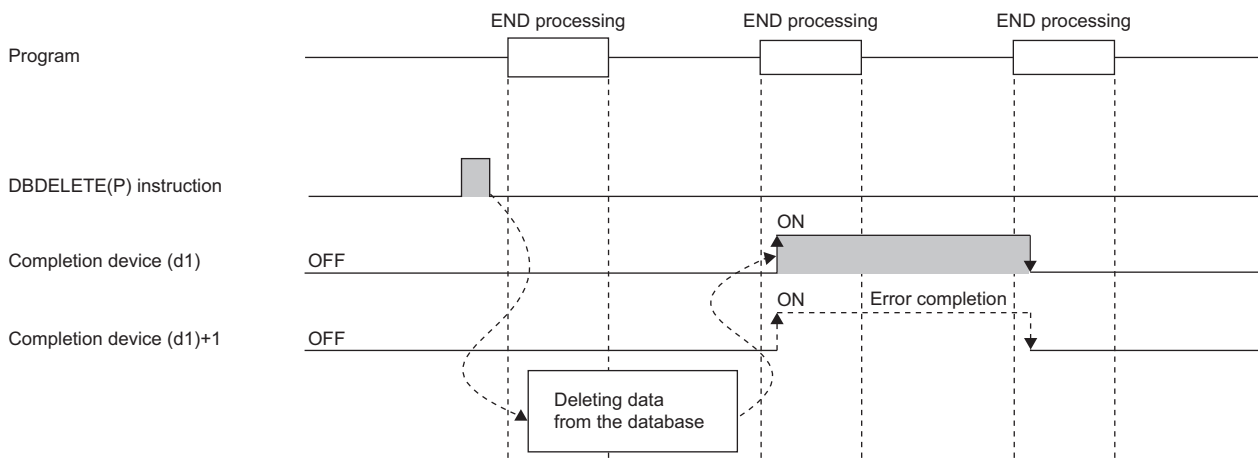 END processing END processing END processing
Program
DBDELETE(P) instruction
ON
Completion device (d1) OFF
ON Error completion
Completion device (d1)+1 OFF
Deleting data
from the database